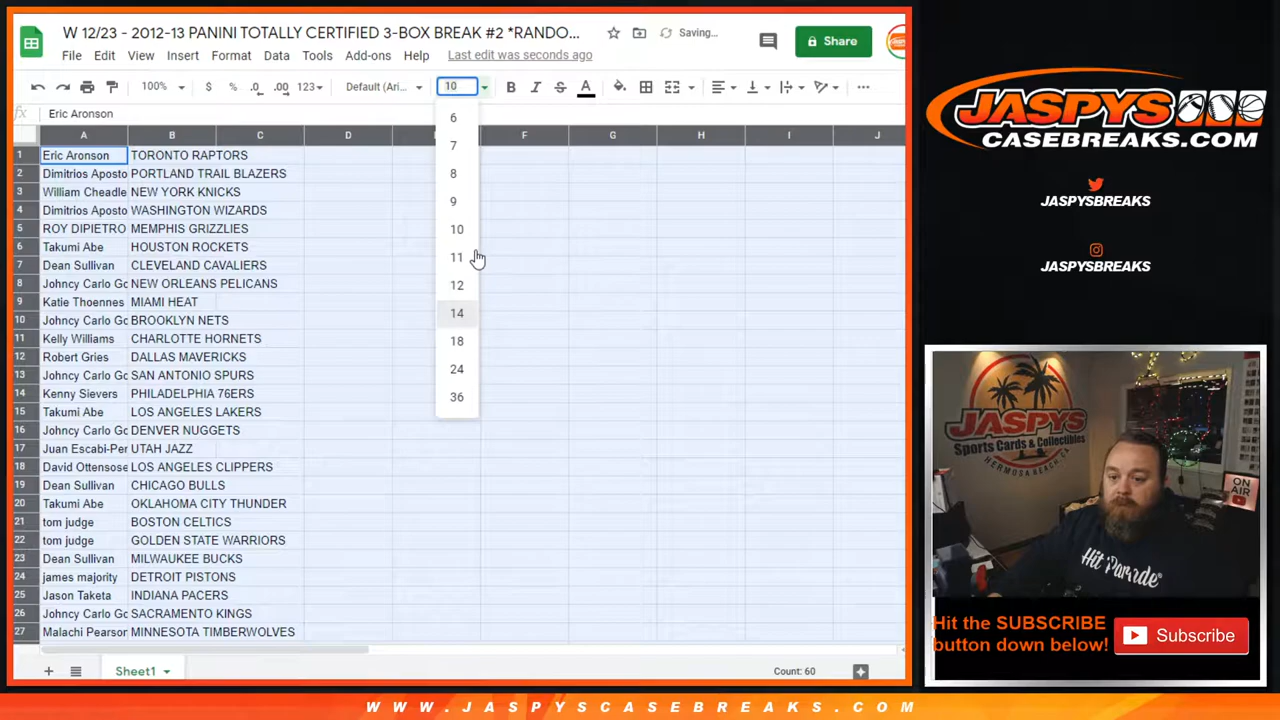 W 12/23 - 2012-13 PANINI TOTALLY CERTIFIED 3-BOX BREAK #2 *RANDO...
Saving...
Share
File Edit View Insert Format Data Tools Add-ons Help Last edit was seconds ago
100% $ % .0 .00 123 Default (Ari... 10 B I S A
fx Eric Aronson
A B C D F G H I J
1 Eric Aronson TORONTO RAPTORS
2 Dimitrios Aposto PORTLAND TRAIL BLAZERS
3 William Cheadle NEW YORK KNICKS
4 Dimitrios Aposto WASHINGTON WIZARDS
5 ROY DIPIETRO MEMPHIS GRIZZLIES
6 Takumi Abe HOUSTON ROCKETS
7 Dean Sullivan CLEVELAND CAVALIERS
8 Johncy Carlo Go NEW ORLEANS PELICANS
9 Katie Thoennes MIAMI HEAT
10 Johncy Carlo Go BROOKLYN NETS
11 Kelly Williams CHARLOTTE HORNETS
12 Robert Gries DALLAS MAVERICKS
13 Johncy Carlo Go SAN ANTONIO SPURS
14 Kenny Sievers PHILADELPHIA 76ERS
15 Takumi Abe LOS ANGELES LAKERS
16 Johncy Carlo Go DENVER NUGGETS
17 Juan Escabi-Per UTAH JAZZ
18 David Ottensose LOS ANGELES CLIPPERS
19 Dean Sullivan CHICAGO BULLS
20 Takumi Abe OKLAHOMA CITY THUNDER
21 tom judge BOSTON CELTICS
22 tom judge GOLDEN STATE WARRIORS
23 Dean Sullivan MILWAUKEE BUCKS
24 james majority DETROIT PISTONS
25 Jason Taketa INDIANA PACERS
26 Johncy Carlo Go SACRAMENTO KINGS
27 Malachi Pearson MINNESOTA TIMBERWOLVES
6
7
8
9
10
11
12
14
18
24
36
Sheet1
Count: 60
JASPYS
CASEBREAKS.COM
JASPYSBREAKS
JASPYSBREAKS
JASPYS
Sports Cards & Collectibles
HERMOSA BEACH, CA
ON AIR
Hit Parade
Hit the SUBSCRIBE
button down below!
Subscribe
WWW.JASPYSCASEBREAKS.COM